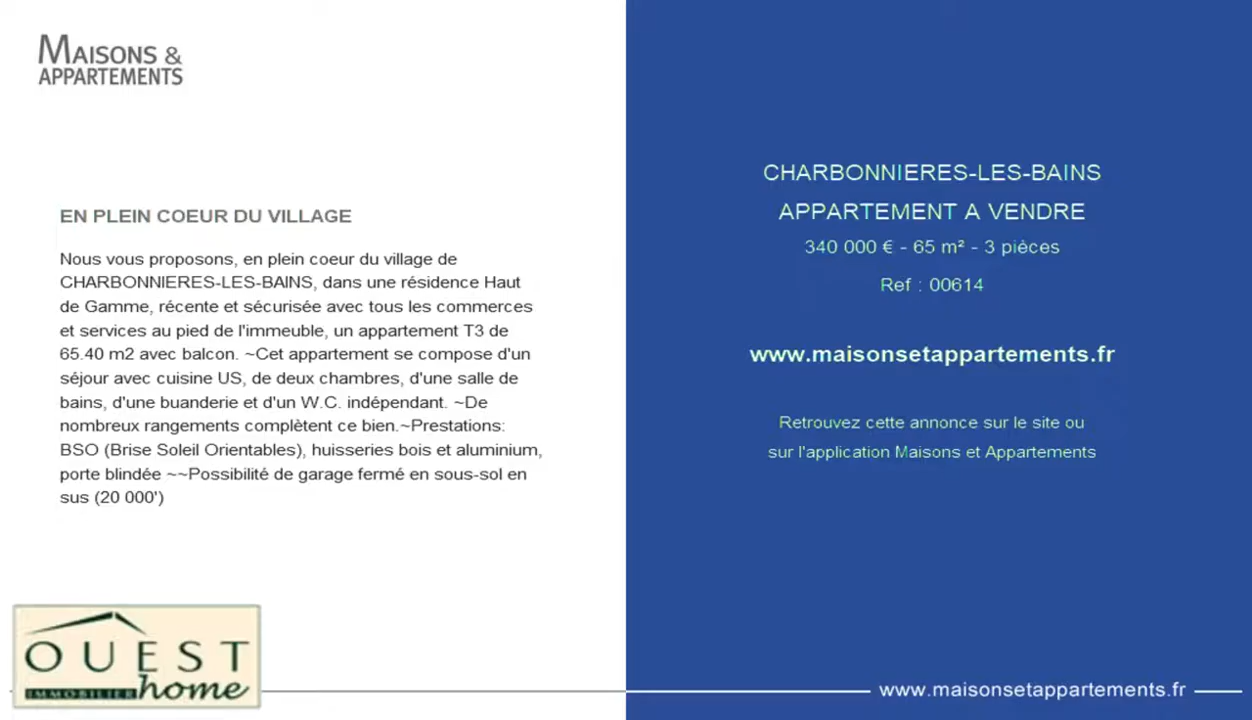 MAISONS &
APPARTEMENTS
EN PLEIN COEUR DU VILLAGE
Nous vous proposons, en plein coeur du village de
CHARBONNIERES-LES-BAINS, dans une résidence Haut
de Gamme, récente et sécurisée avec tous les commerces
et services au pied de l'immeuble, un appartement T3 de
65.40 m2 avec balcon. ~Cet appartement se compose d'un
séjour avec cuisine US, de deux chambres, d'une salle de
bains, d'une buanderie et d'un W.C. indépendant. ~De
nombreux rangements complètent ce bien.~Prestations:
BSO (Brise Soleil Orientables), huisseries bois et aluminium,
porte blindée ~~Possibilité de garage fermé en sous-sol en
sus (20 000')
OUEST
IMMOBILIER home
CHARBONNIERES-LES-BAINS
APPARTEMENT A VENDRE
340 000 € - 65 m² - 3 pièces
Ref : 00614
www.maisonsetappartements.fr
Retrouvez cette annonce sur le site ou
sur l'application Maisons et Appartements
www.maisonsetappartements.fr